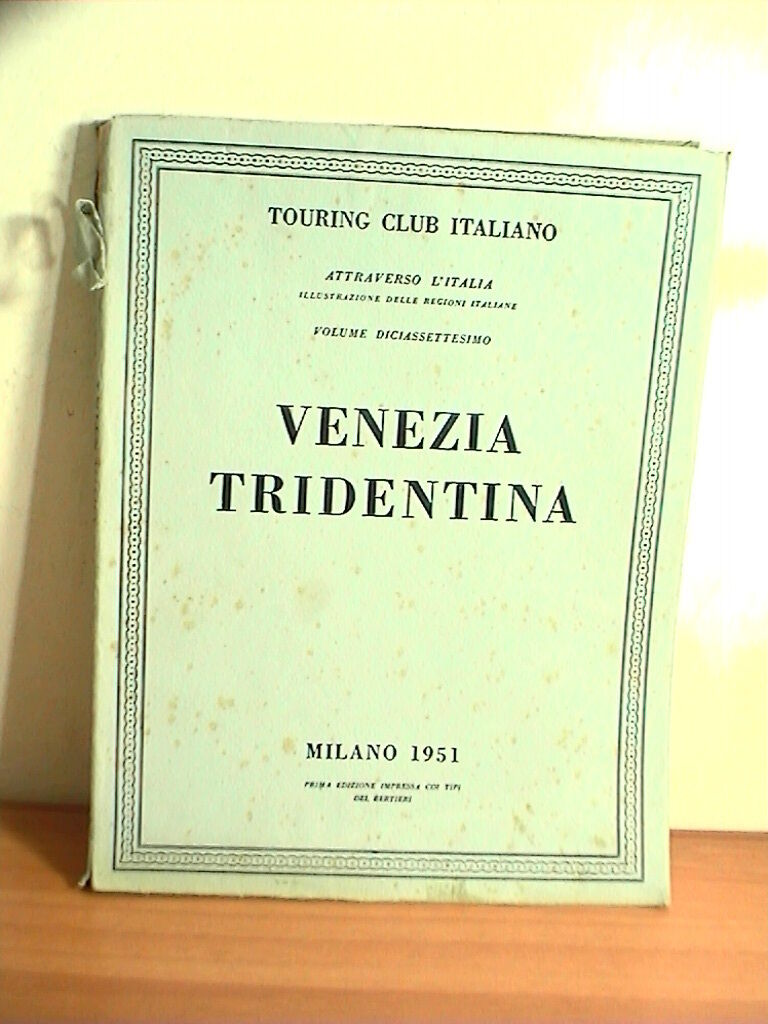 TOURING CLUB ITALIANO
ATTRAVERSO L'ITALIA
ILLUSTRAZIONE DELLE REGIONI ITALIANE
VOLUME DICIASSETTESIMO
VENEZIA
TRIDENTINA
MILANO 1951
PRIMA EDIZIONE IMPRESSA COI TIPI
DEL BERTIERI